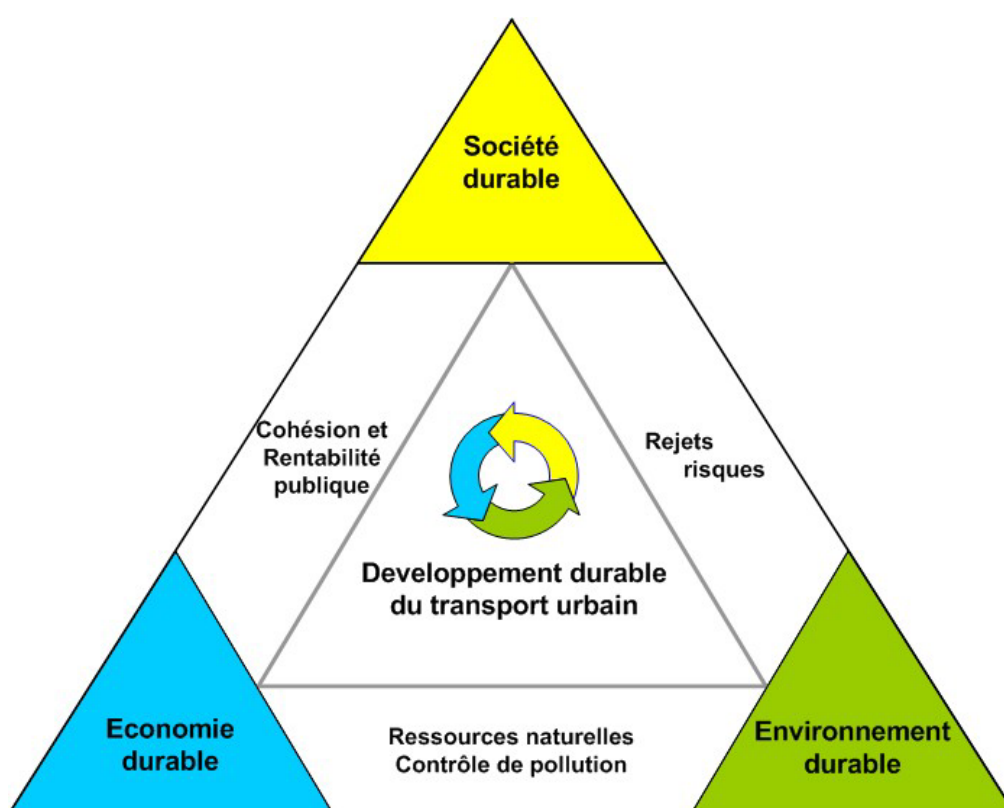 Société
durable
Cohésion et
Rentabilité
publique
Rejets
risques
Developpement durable
du transport urbain
Economie
durable
Ressources naturelles
Contrôle de pollution
Environnement
durable